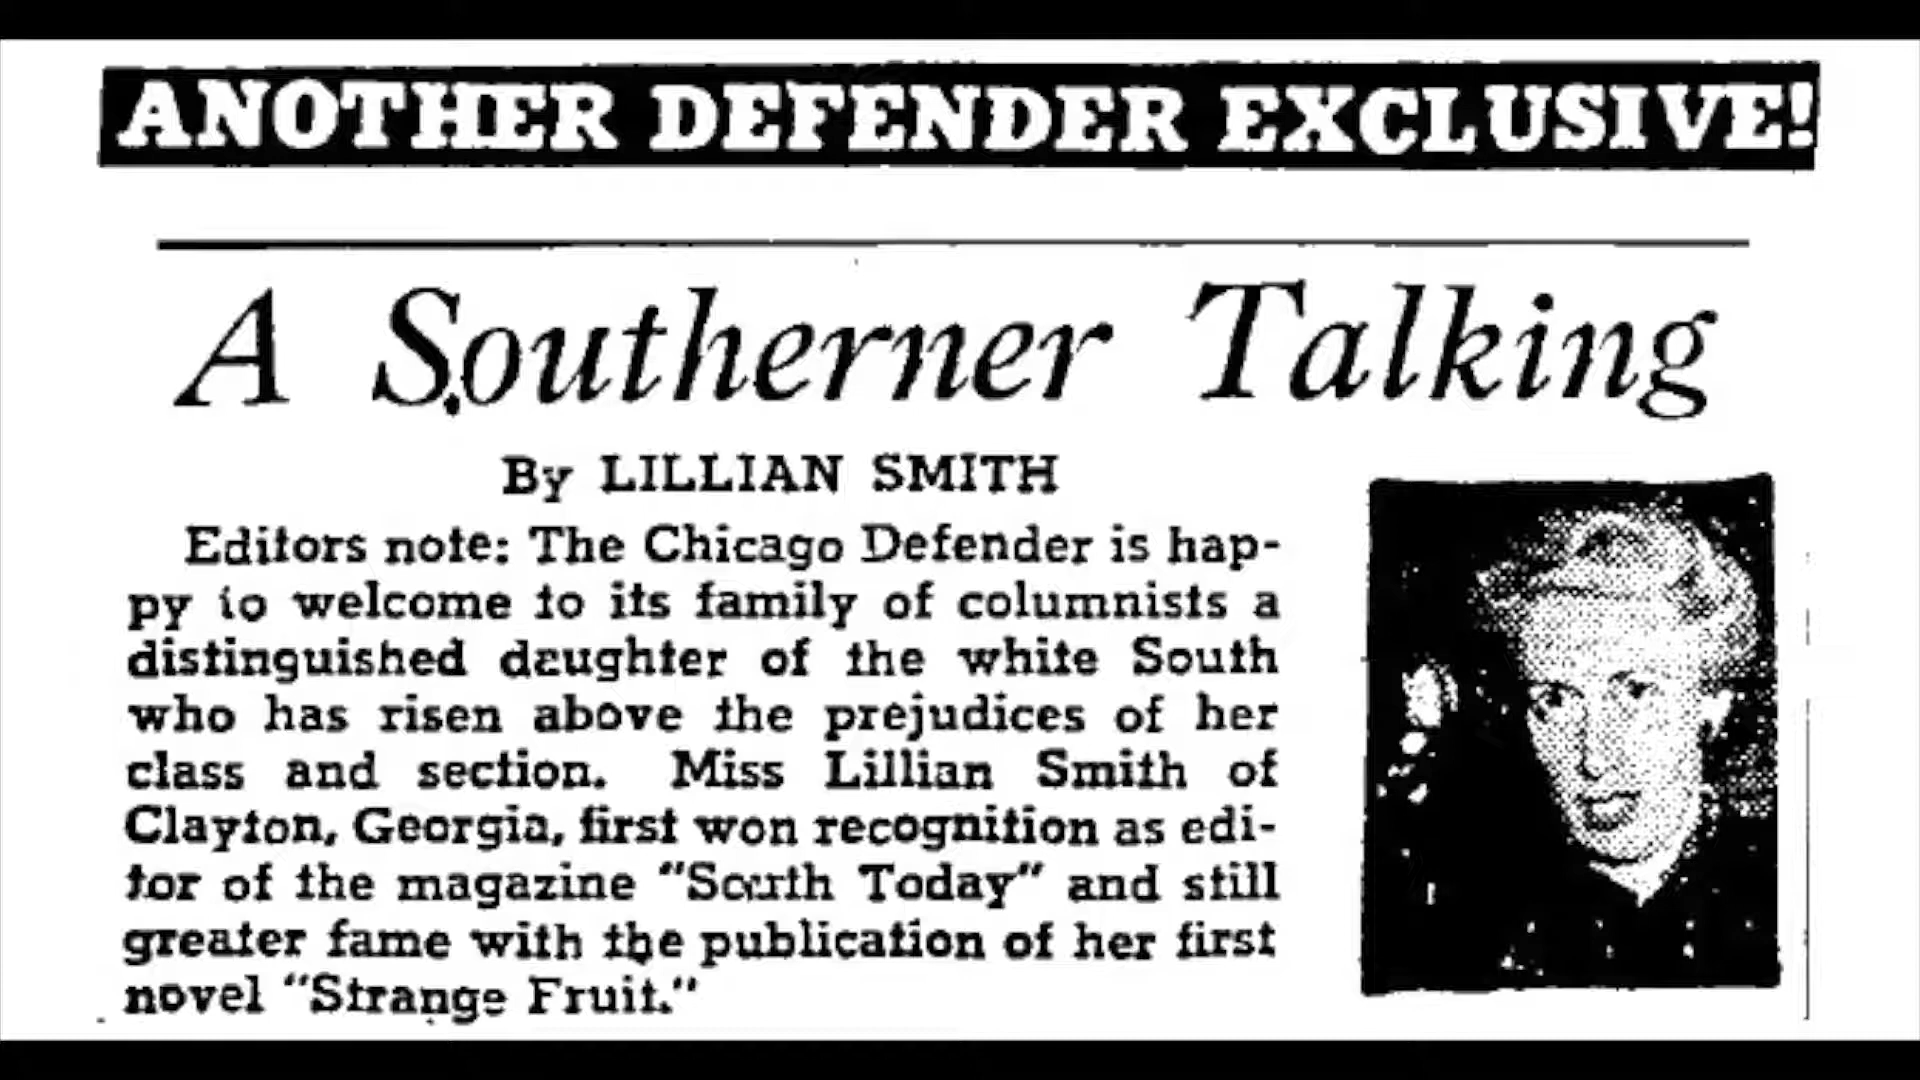 ANOTHER DEFENDER EXCLUSIVE!
A Southerner Talking
By LILLIAN SMITH
Editors note: The Chicago Defender is hap-
py to welcome to its family of columnists a
distinguished daughter of the white South
who has risen above the prejudices of her
class and section. Miss Lillian Smith of
Clayton, Georgia, first won recognition as edi-
tor of the magazine "South Today" and still
greater fame with the publication of her first
novel "Strange Fruit."